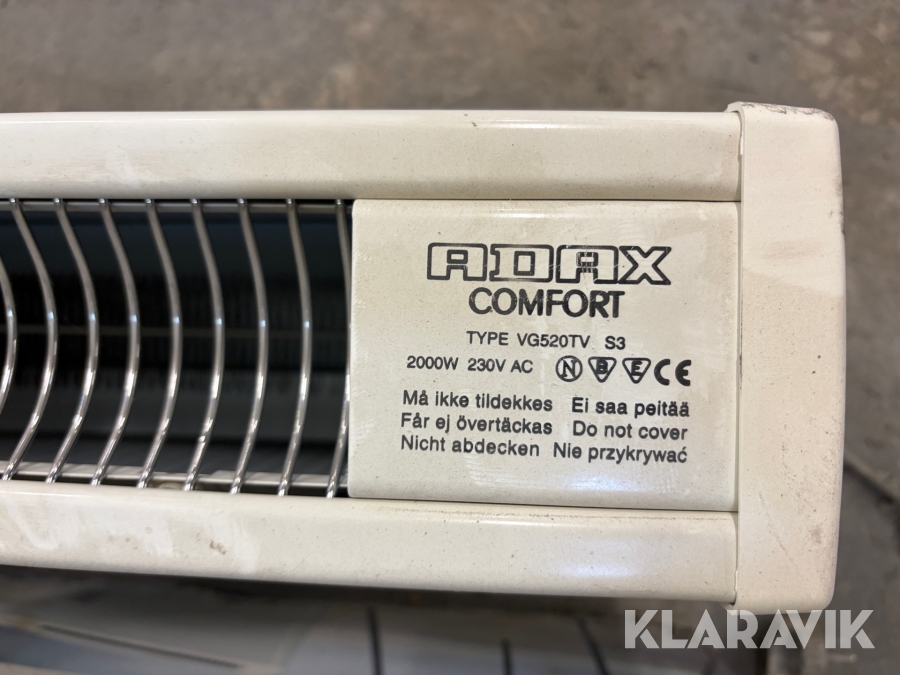 ADAX
COMFORT
TYPE VG520TV S3
2000W 230V AC N B E CE
Må ikke tildekkes Ei saa peitää
Får ej övertäckas Do not cover
Nicht abdecken Nie przykrywać
KLARAVIK